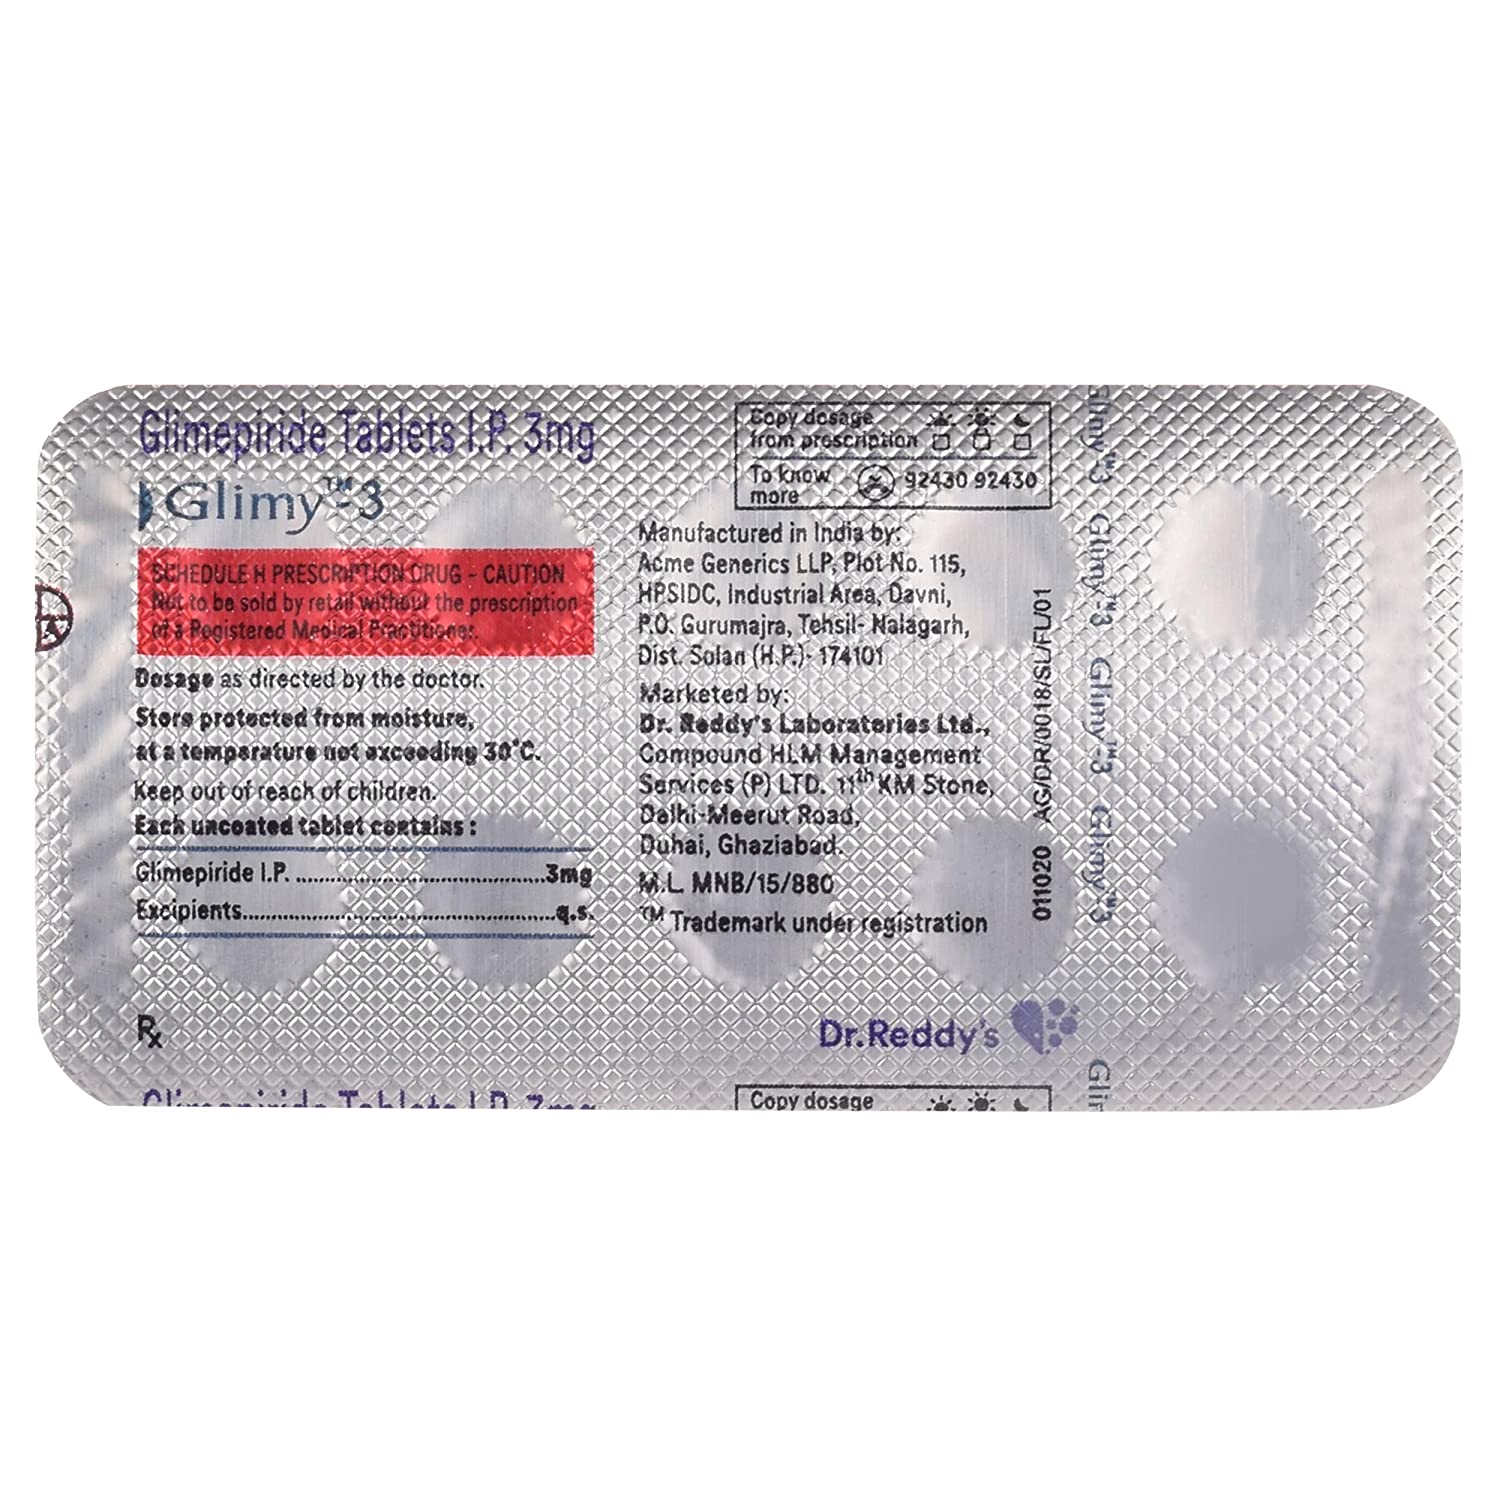 Glimepiride Tablets I.P. 3mg
Glimy™-3
SCHEDULE H PRESCRIPTION DRUG - CAUTION
Not to be sold by retail without the prescription
of a Registered Medical Practitioner.
Dosage as directed by the doctor.
Store protected from moisture,
at a temperature not exceeding 30°C.
Keep out of reach of children.
Each uncoated tablet contains :
Glimepiride I.P. ........................................3mg
Excipients..................................................q.s.
Rx
Copy dosage
from prescription
To know
more
92430 92430
Manufactured in India by:
Acme Generics LLP, Plot No. 115,
HPSIDC, Industrial Area, Davni,
P.O. Gurumajra, Tehsil- Nalagarh,
Dist. Solan (H.P.)- 174101
Marketed by:
Dr. Reddy's Laboratories Ltd.,
Compound HLM Management
Services (P) LTD. 11th KM Stone,
Delhi-Meerut Road,
Duhai, Ghaziabad.
M.L. MNB/15/880
™ Trademark under registration
Dr.Reddy's
011020 AG/DR/0018/SL/FL/01
Glimy™-3 Glimy™-3 Glimy™-3 Glimy™-3
Glimepiride Tablets I.P. 3mg
Copy dosage